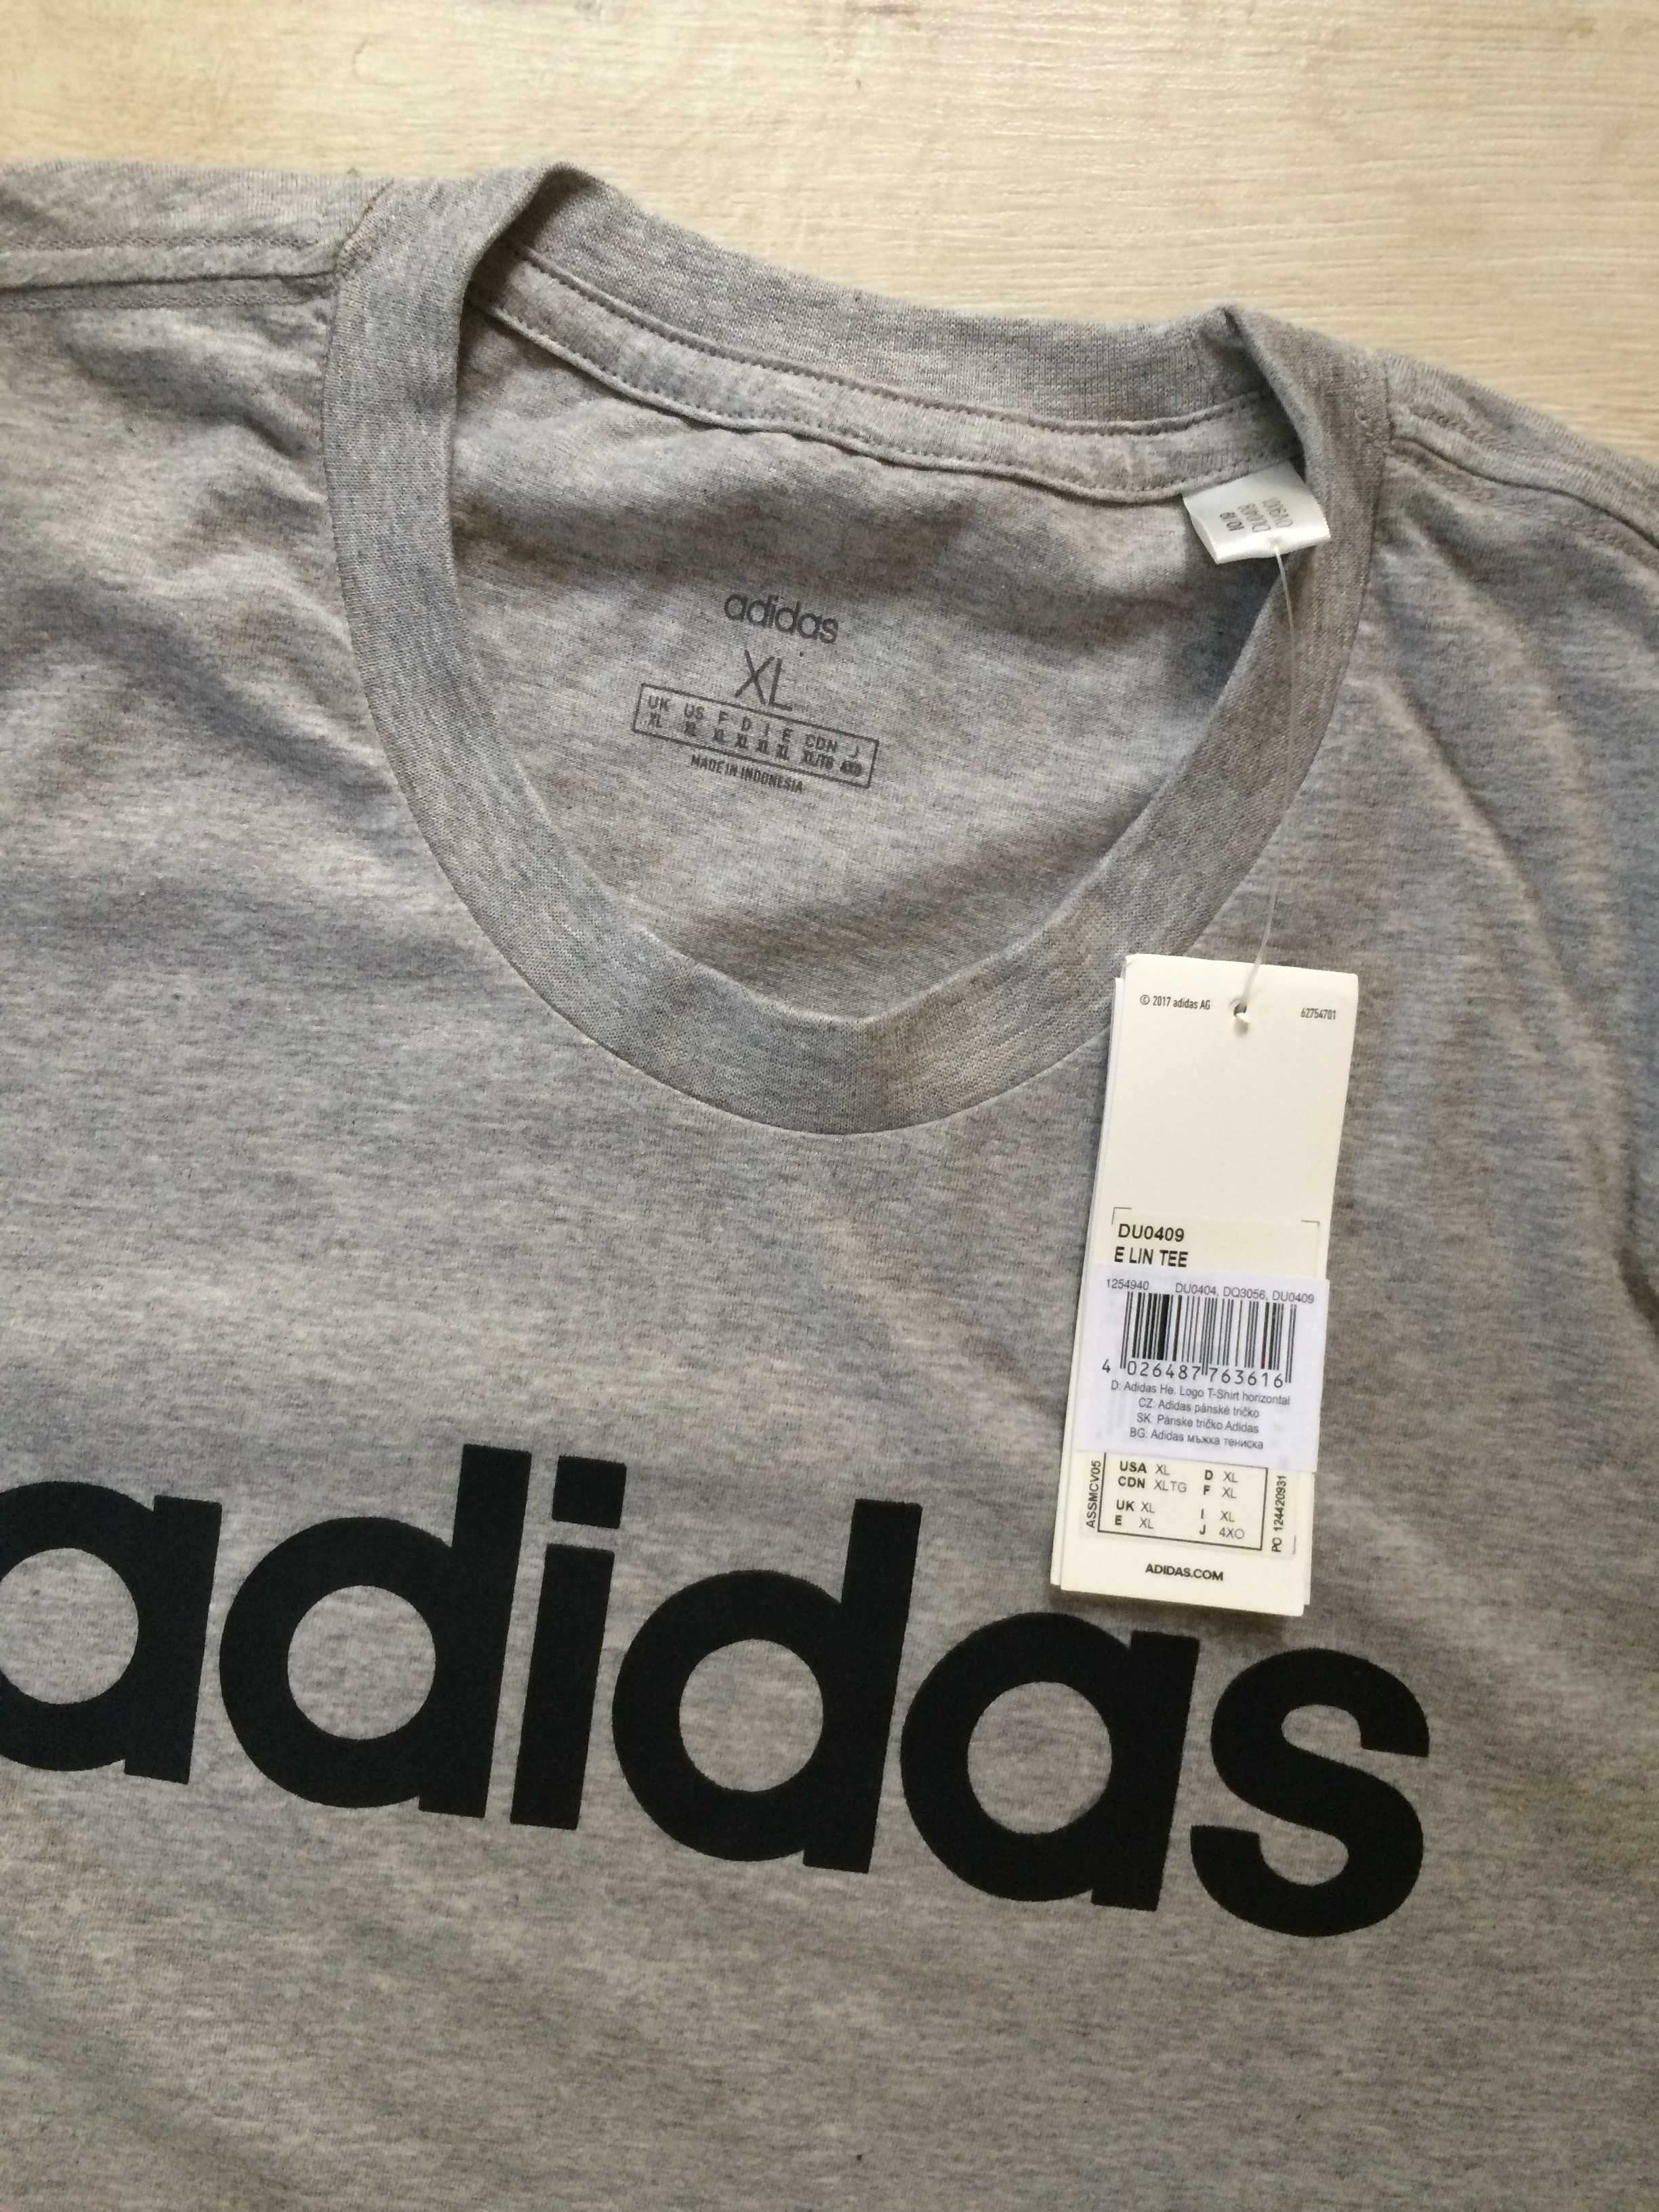 adidas
XL
UK US F D I E CDN J
XL XL XL XL XL XL XL/TG 4XO
MADE IN INDONESIA
10/19
DU0409
© 2017 adidas AG
62754701
DU0409
E LIN TEE
1254940 DU0404, DQ3056, DU0409
4 026487 763616
D: Adidas He. Logo T-Shirt horizontal
CZ: Adidas pánské tričko
SK: Pánske tričko Adidas
BG: Adidas мъжка тениска
ASSMCV05
USA XL D XL
CDN XLTG F XL
UK XL I XL
E XL J 4XO
PO 124420931
ADIDAS.COM
adidas